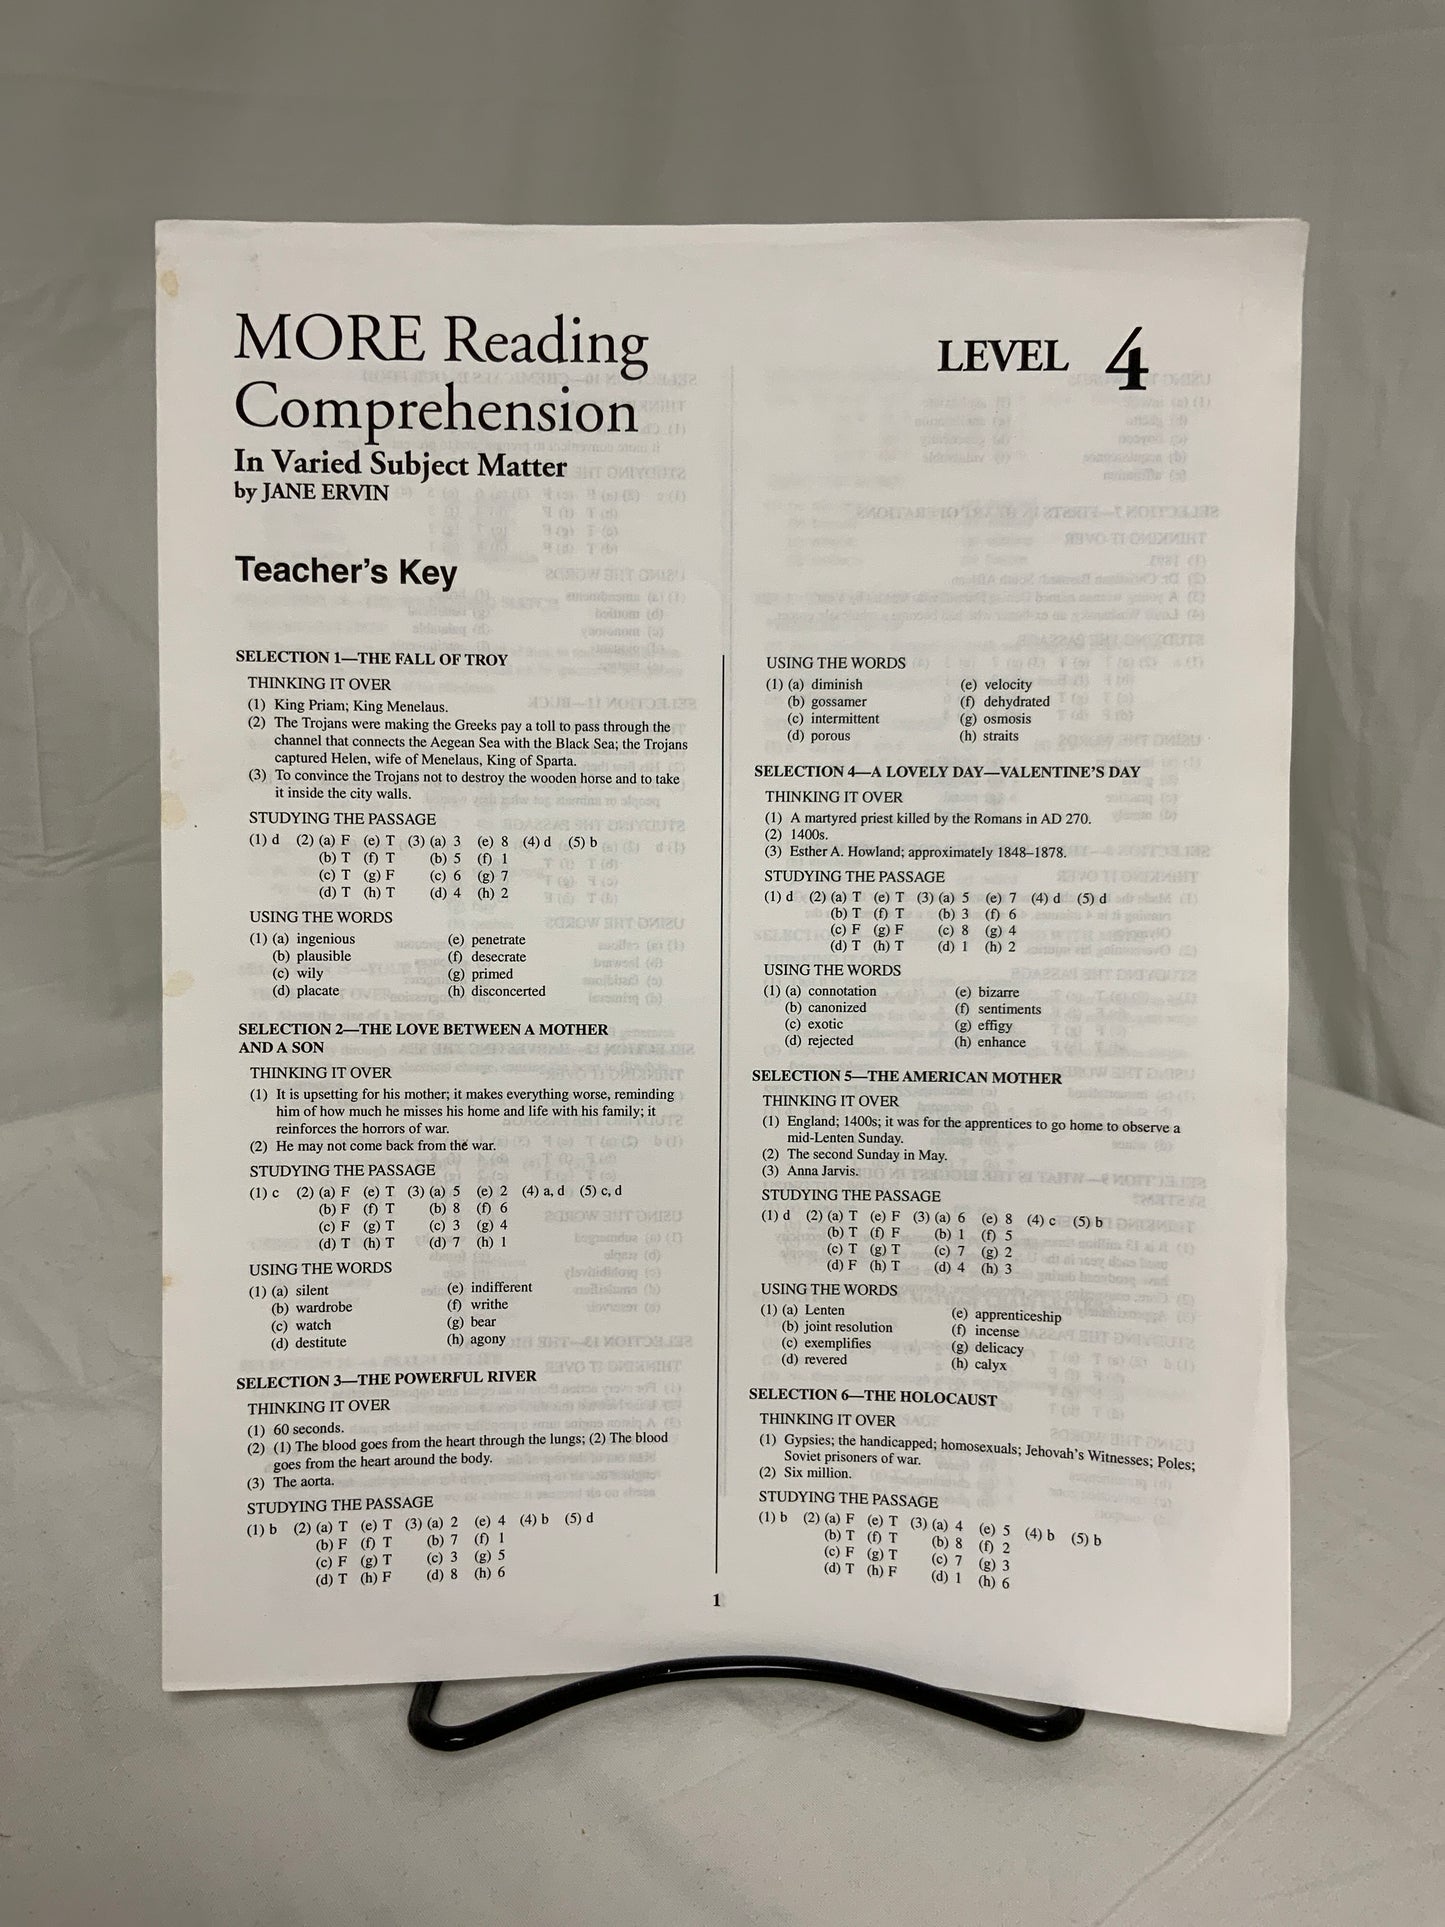 MORE Reading
Comprehension
In Varied Subject Matter
by JANE ERVIN
LEVEL 4
Teacher's Key
SELECTION 1—THE FALL OF TROY
THINKING IT OVER
(1) King Priam; King Menelaus.
(2) The Trojans were making the Greeks pay a toll to pass through the
channel that connects the Aegean Sea with the Black Sea; the Trojans
captured Helen, wife of Menelaus, King of Sparta.
(3) To convince the Trojans not to destroy the wooden horse and to take
it inside the city walls.
STUDYING THE PASSAGE
(1) d (2) (a) F (e) T (3) (a) 3 (e) 8 (4) d (5) b
(b) T (f) T (b) 5 (f) 1
(c) T (g) F (c) 6 (g) 7
(d) T (h) T (d) 4 (h) 2
USING THE WORDS
(1) (a) ingenious (e) penetrate
(b) plausible (f) desecrate
(c) wily (g) primed
(d) placate (h) disconcerted
SELECTION 2—THE LOVE BETWEEN A MOTHER
AND A SON
THINKING IT OVER
(1) It is upsetting for his mother; it makes everything worse, reminding
him of how much he misses his home and life with his family; it
reinforces the horrors of war.
(2) He may not come back from the war.
STUDYING THE PASSAGE
(1) c (2) (a) F (e) T (3) (a) 5 (e) 2 (4) a, d (5) c, d
(b) F (f) T (b) 8 (f) 6
(c) F (g) T (c) 3 (g) 4
(d) T (h) T (d) 7 (h) 1
USING THE WORDS
(1) (a) silent (e) indifferent
(b) wardrobe (f) writhe
(c) watch (g) bear
(d) destitute (h) agony
SELECTION 3—THE POWERFUL RIVER
THINKING IT OVER
(1) 60 seconds.
(2) (1) The blood goes from the heart through the lungs; (2) The blood
goes from the heart around the body.
(3) The aorta.
STUDYING THE PASSAGE
(1) b (2) (a) T (e) T (3) (a) 2 (e) 4 (4) b (5) d
(b) F (f) T (b) 7 (f) 1
(c) F (g) T (c) 3 (g) 5
(d) T (h) F (d) 8 (h) 6
USING THE WORDS
(1) (a) diminish (e) velocity
(b) gossamer (f) dehydrated
(c) intermittent (g) osmosis
(d) porous (h) straits
SELECTION 4—A LOVELY DAY—VALENTINE'S DAY
THINKING IT OVER
(1) A martyred priest killed by the Romans in AD 270.
(2) 1400s.
(3) Esther A. Howland; approximately 1848–1878.
STUDYING THE PASSAGE
(1) d (2) (a) T (e) T (3) (a) 5 (e) 7 (4) d (5) d
(b) T (f) T (b) 3 (f) 6
(c) F (g) F (c) 8 (g) 4
(d) T (h) T (d) 1 (h) 2
USING THE WORDS
(1) (a) connotation (e) bizarre
(b) canonized (f) sentiments
(c) exotic (g) effigy
(d) rejected (h) enhance
SELECTION 5—THE AMERICAN MOTHER
THINKING IT OVER
(1) England; 1400s; it was for the apprentices to go home to observe a
mid-Lenten Sunday.
(2) The second Sunday in May.
(3) Anna Jarvis.
STUDYING THE PASSAGE
(1) d (2) (a) T (e) F (3) (a) 6 (e) 8 (4) c (5) b
(b) T (f) F (b) 1 (f) 5
(c) T (g) T (c) 7 (g) 2
(d) F (h) T (d) 4 (h) 3
USING THE WORDS
(1) (a) Lenten (e) apprenticeship
(b) joint resolution (f) incense
(c) exemplifies (g) delicacy
(d) revered (h) calyx
SELECTION 6—THE HOLOCAUST
THINKING IT OVER
(1) Gypsies; the handicapped; homosexuals; Jehovah's Witnesses; Poles;
Soviet prisoners of war.
(2) Six million.
STUDYING THE PASSAGE
(1) b (2) (a) F (e) T (3) (a) 4 (e) 5 (4) b (5) b
(b) T (f) T (b) 8 (f) 2
(c) F (g) T (c) 7 (g) 3
(d) T (h) F (d) 1 (h) 6
1